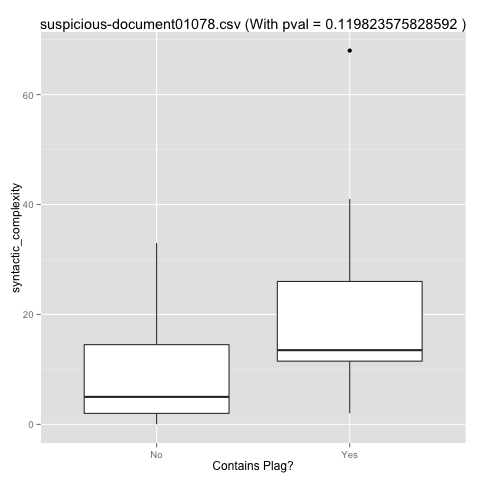 suspicious-document01078.csv (With pval = 0.119823575828592 )
syntactic_complexity
60
40
20
0
No
Yes
Contains Plag?